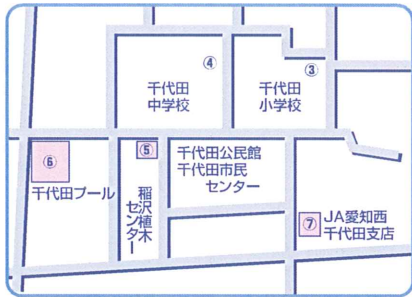 ④
千代田
中学校
③
千代田
小学校
⑥
千代田プール
⑤
稲沢植木
センター
千代田公民館
千代田市民
センター
⑦
JA愛知西
千代田支店